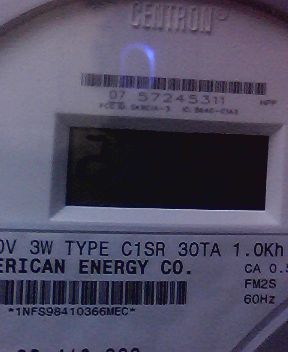 CENTRON
07 57245311
0V 3W TYPE C1SR 30TA 1.0Kh
ERICAN ENERGY CO.
CA 0.5
FM2S
60Hz
*1NFS98410366MEC*